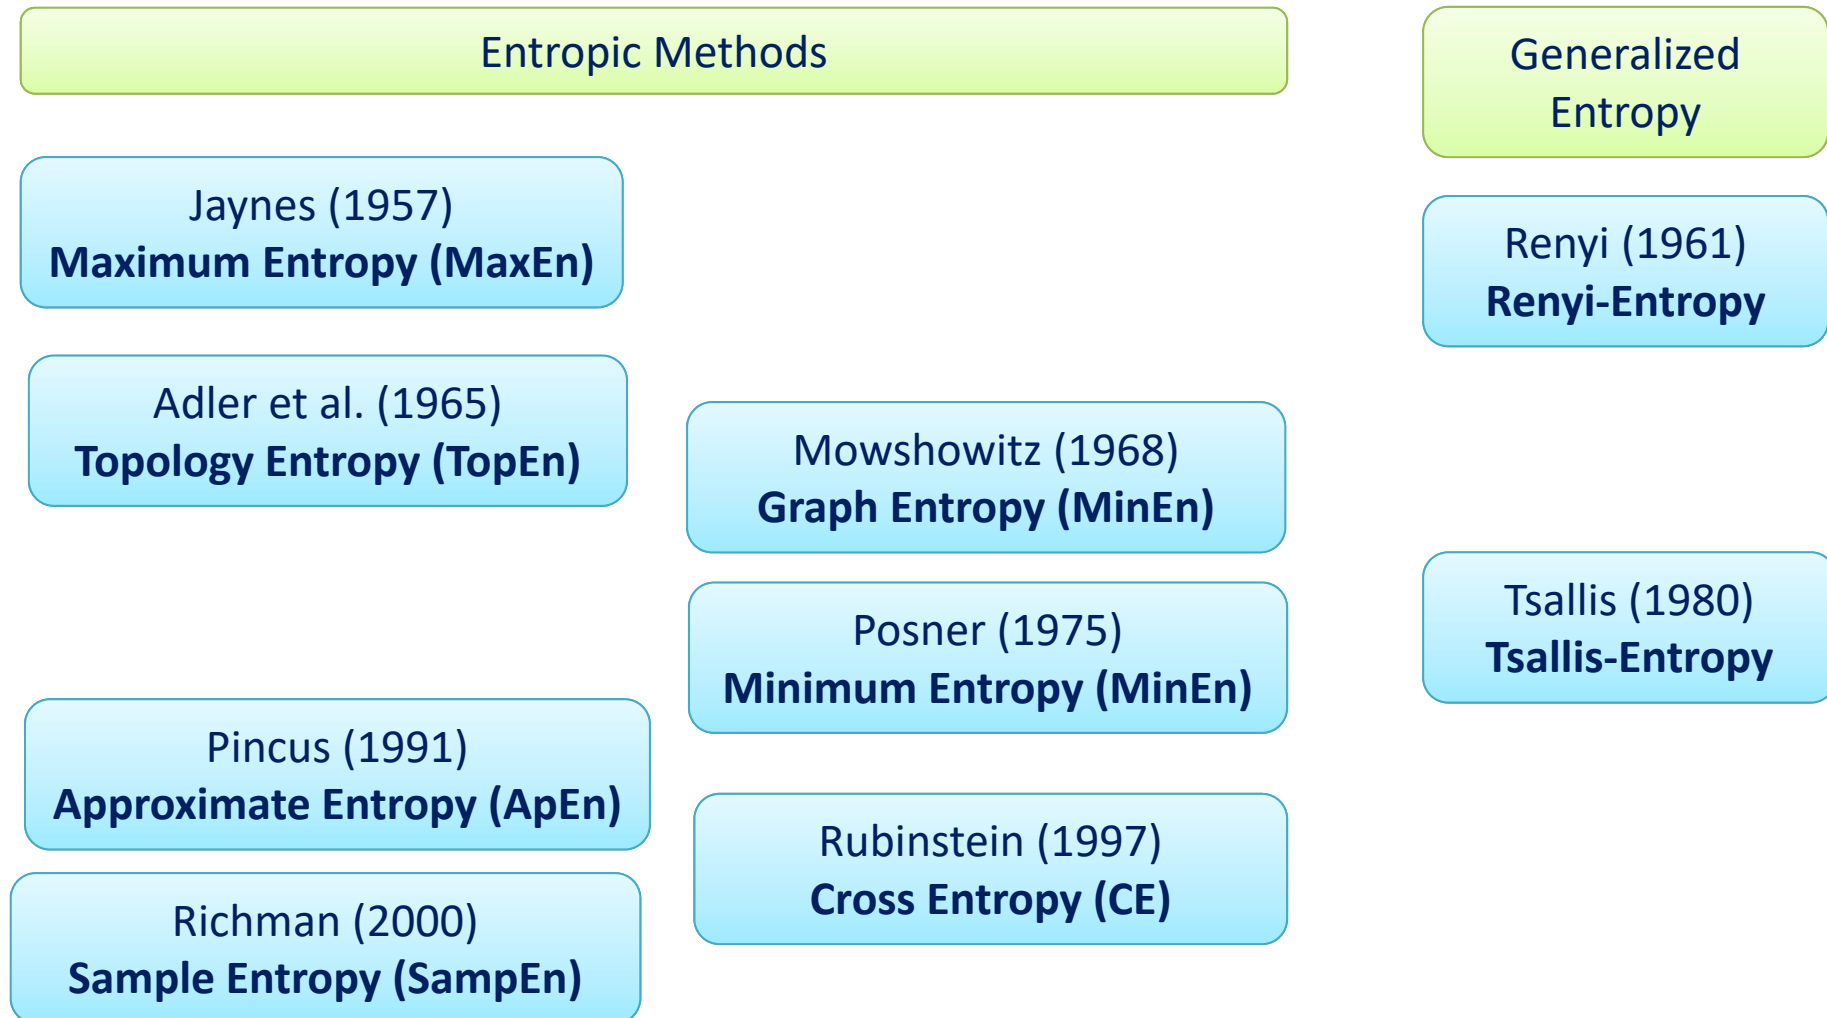 Entropic Methods
Generalized
Entropy
Jaynes (1957)
Maximum Entropy (MaxEn)
Renyi (1961)
Renyi-Entropy
Adler et al. (1965)
Topology Entropy (TopEn)
Mowshowitz (1968)
Graph Entropy (MinEn)
Posner (1975)
Minimum Entropy (MinEn)
Tsallis (1980)
Tsallis-Entropy
Pincus (1991)
Approximate Entropy (ApEn)
Rubinstein (1997)
Cross Entropy (CE)
Richman (2000)
Sample Entropy (SampEn)